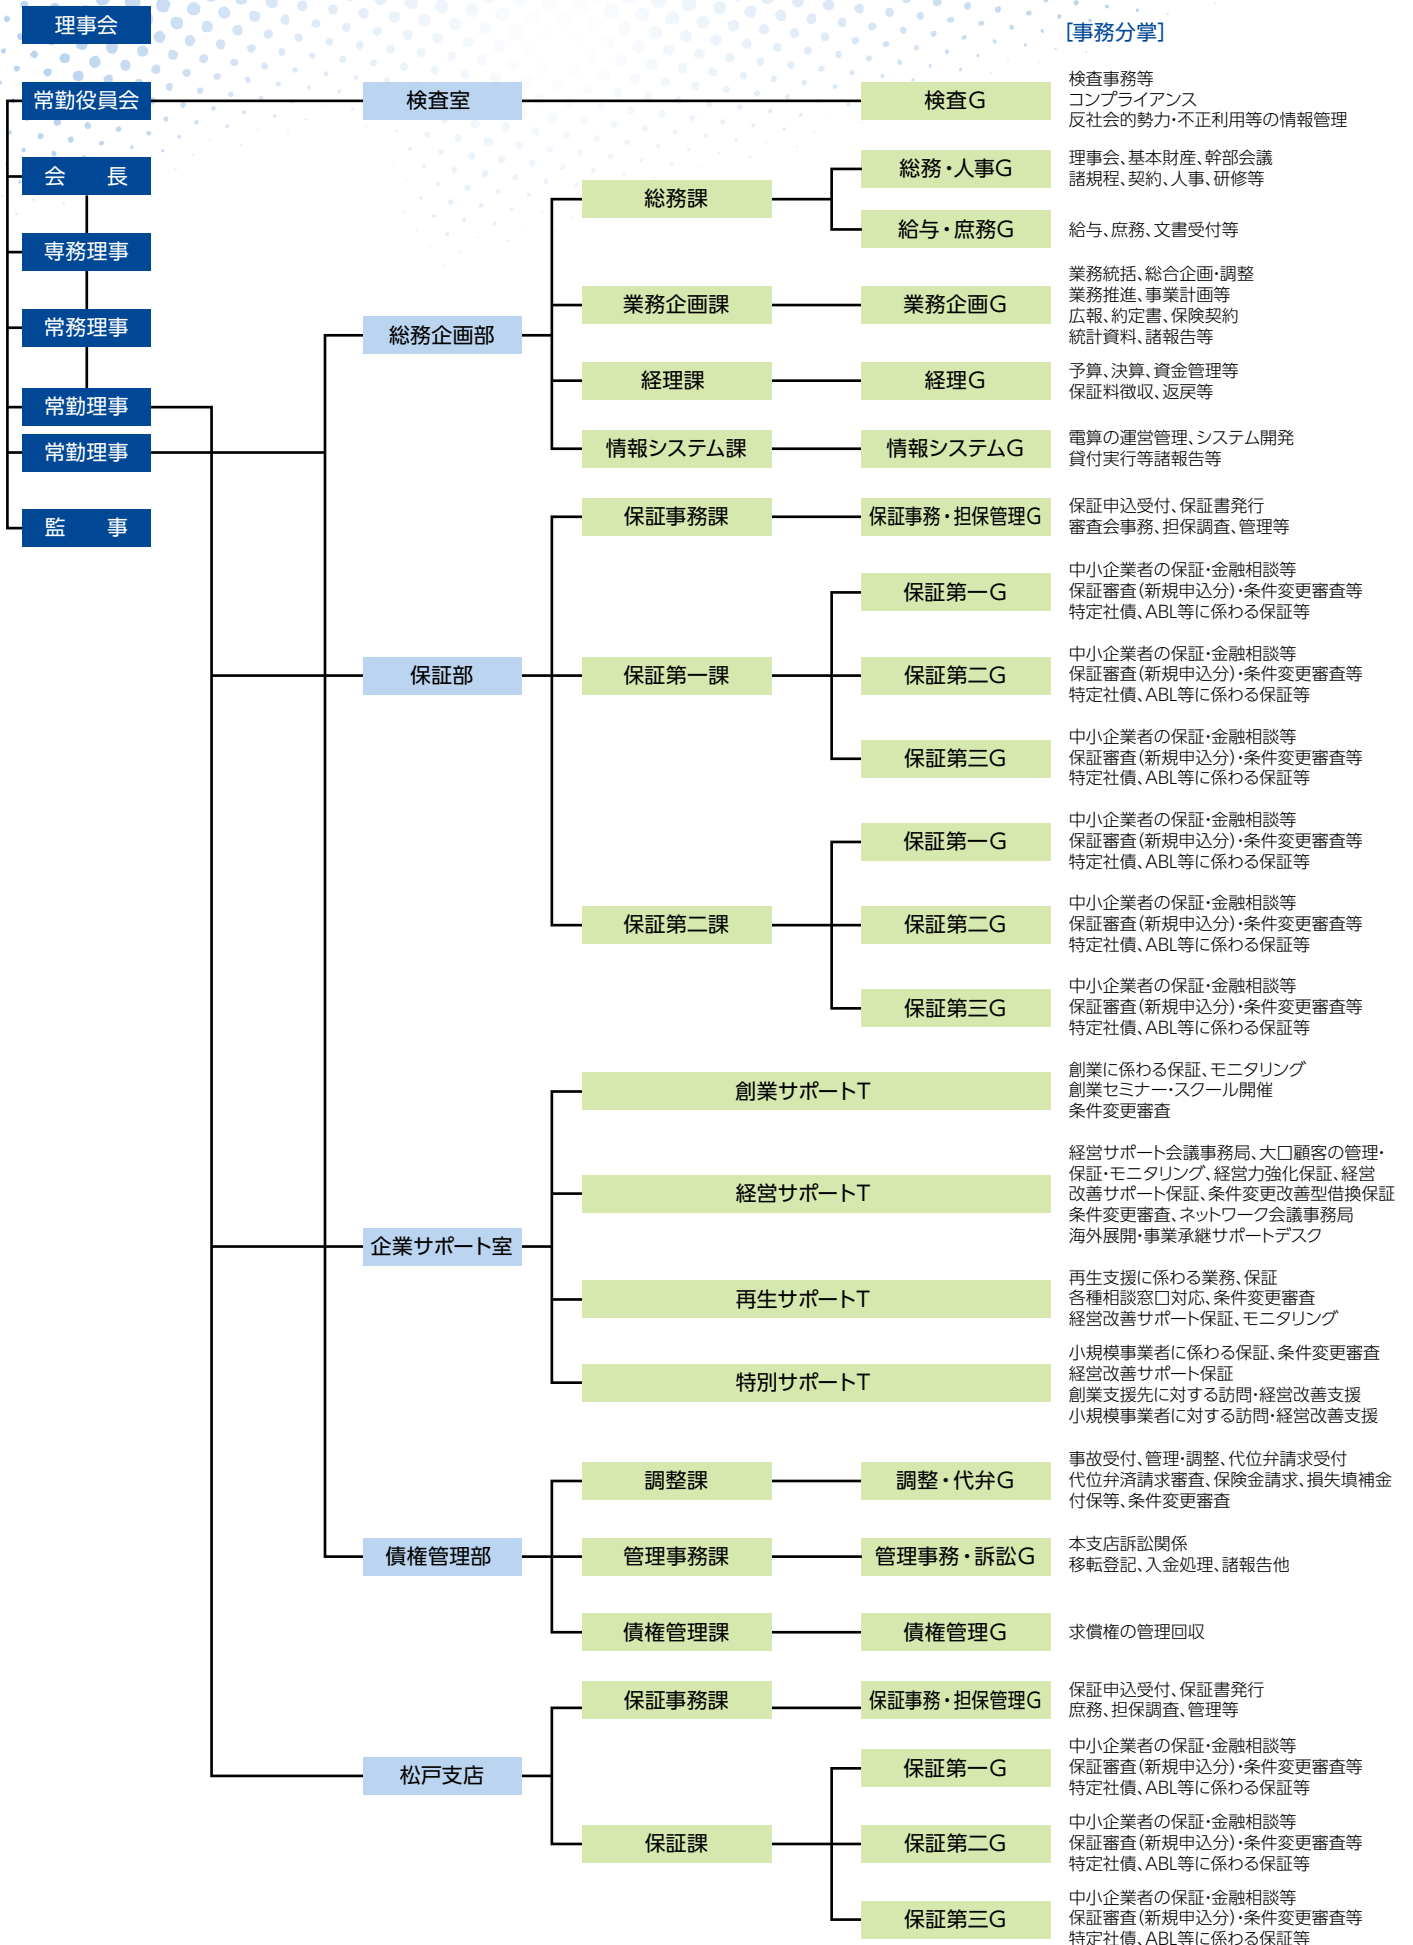 理事会
[事務分掌]
常勤役員会
検査室
検査G
検査事務等
コンプライアンス
反社会的勢力・不正利用等の情報管理
会　長
専務理事
常務理事
常勤理事
常勤理事
監　事
総務企画部
総務課
総務・人事G
理事会、基本財産、幹部会議
諸規程、契約、人事、研修等
給与・庶務G
給与、庶務、文書受付等
業務企画課
業務企画G
業務統括、総合企画・調整
業務推進、事業計画等
広報、約定書、保険契約
統計資料、諸報告等
経理課
経理G
予算、決算、資金管理等
保証料徴収、返戻等
情報システム課
情報システムG
電算の運営管理、システム開発
貸付実行等諸報告等
保証部
保証事務課
保証事務・担保管理G
保証申込受付、保証書発行
審査会事務、担保調査、管理等
保証第一課
保証第一G
中小企業者の保証・金融相談等
保証審査(新規申込分)・条件変更審査等
特定社債、ABL等に係わる保証等
保証第二G
中小企業者の保証・金融相談等
保証審査(新規申込分)・条件変更審査等
特定社債、ABL等に係わる保証等
保証第三G
中小企業者の保証・金融相談等
保証審査(新規申込分)・条件変更審査等
特定社債、ABL等に係わる保証等
保証第二課
保証第一G
中小企業者の保証・金融相談等
保証審査(新規申込分)・条件変更審査等
特定社債、ABL等に係わる保証等
保証第二G
中小企業者の保証・金融相談等
保証審査(新規申込分)・条件変更審査等
特定社債、ABL等に係わる保証等
保証第三G
中小企業者の保証・金融相談等
保証審査(新規申込分)・条件変更審査等
特定社債、ABL等に係わる保証等
企業サポート室
創業サポートT
創業に係わる保証、モニタリング
創業セミナー・スクール開催
条件変更審査
経営サポートT
経営サポート会議事務局、大口顧客の管理・
保証・モニタリング、経営力強化保証、経営
改善サポート保証、条件変更改善型借換保証
条件変更審査、ネットワーク会議事務局
海外展開・事業承継サポートデスク
再生サポートT
再生支援に係わる業務、保証
各種相談窓口対応、条件変更審査
経営改善サポート保証、モニタリング
特別サポートT
小規模事業者に係わる保証、条件変更審査
経営改善サポート保証
創業支援先に対する訪問・経営改善支援
小規模事業者に対する訪問・経営改善支援
債権管理部
調整課
調整・代弁G
事故受付、管理・調整、代位弁請求受付
代位弁済請求審査、保険金請求、損失填補金
付保等、条件変更審査
管理事務課
管理事務・訴訟G
本支店訴訟関係
移転登記、入金処理、諸報告他
債権管理課
債権管理G
求償権の管理回収
松戸支店
保証事務課
保証事務・担保管理G
保証申込受付、保証書発行
庶務、担保調査、管理等
保証課
保証第一G
中小企業者の保証・金融相談等
保証審査(新規申込分)・条件変更審査等
特定社債、ABL等に係わる保証等
保証第二G
中小企業者の保証・金融相談等
保証審査(新規申込分)・条件変更審査等
特定社債、ABL等に係わる保証等
保証第三G
中小企業者の保証・金融相談等
保証審査(新規申込分)・条件変更審査等
特定社債、ABL等に係わる保証等